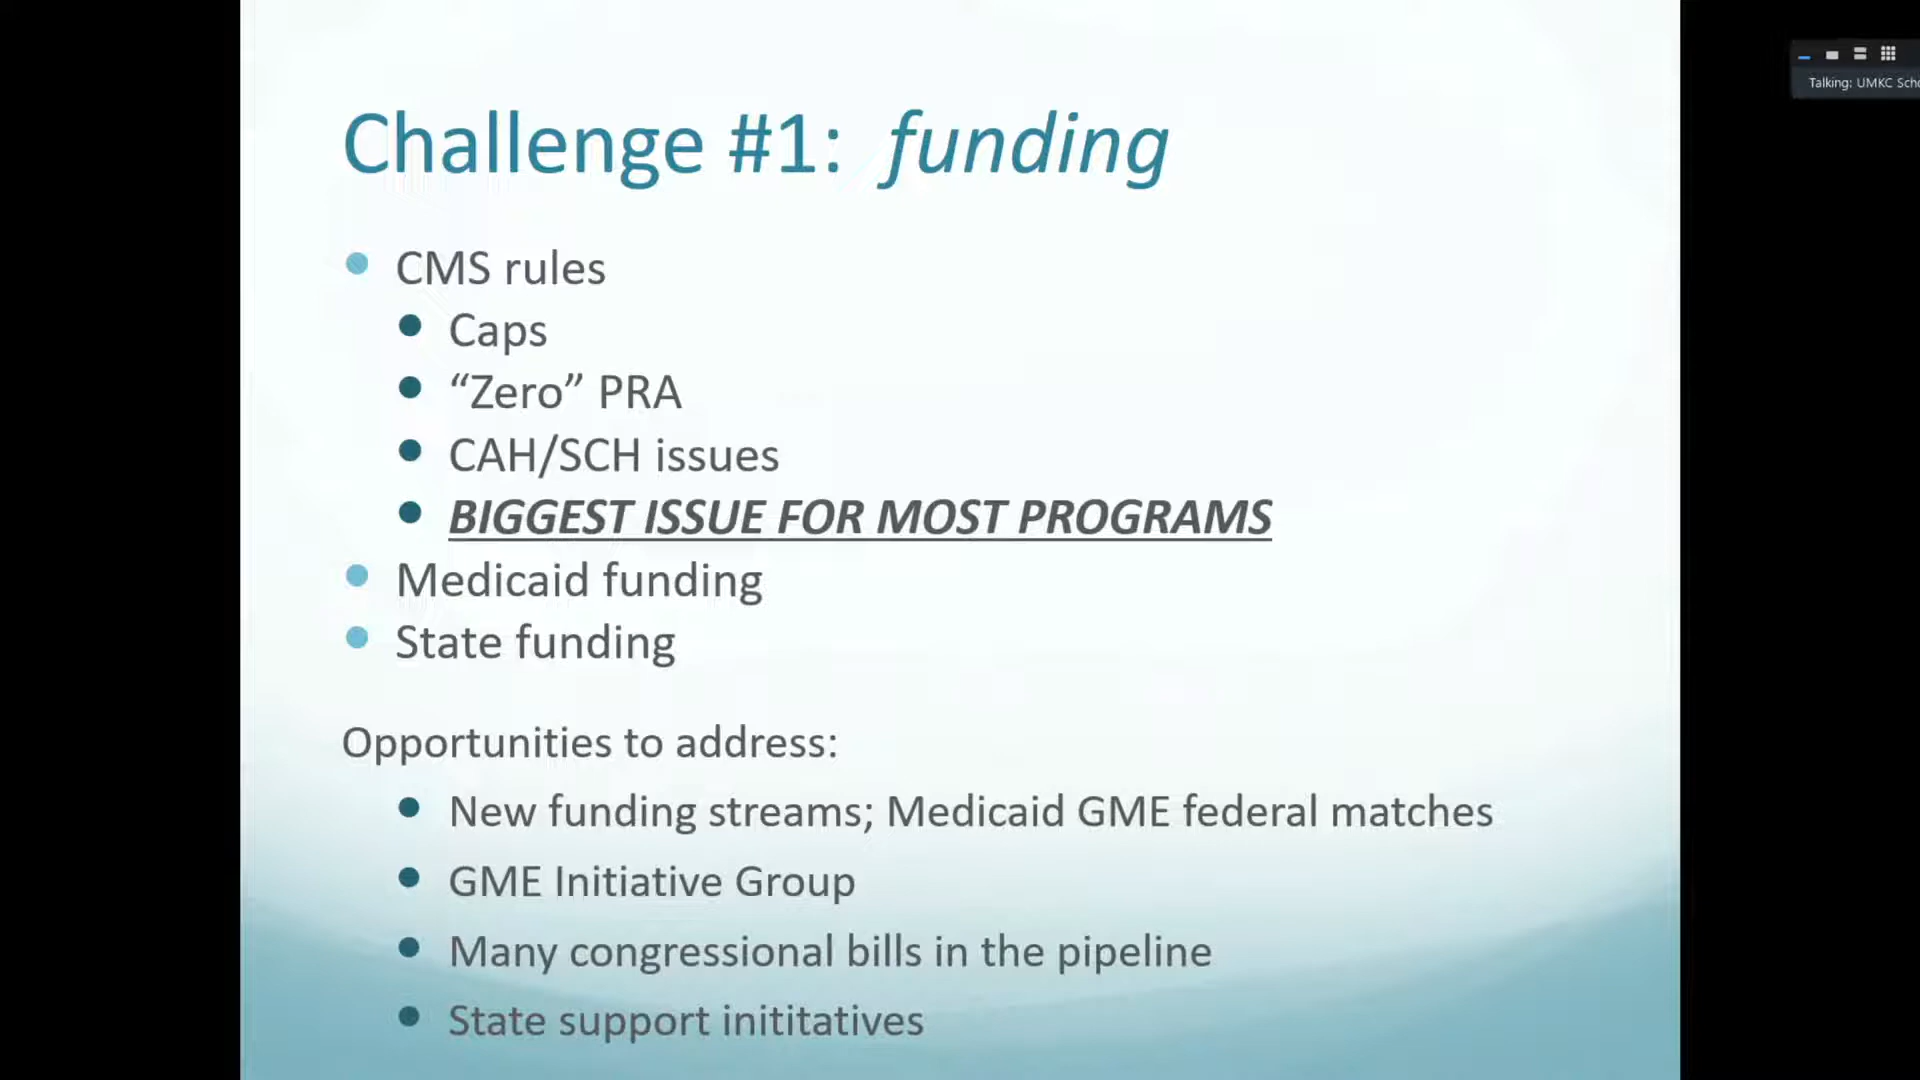 Challenge #1: funding
CMS rules
Caps
“Zero” PRA
CAH/SCH issues
BIGGEST ISSUE FOR MOST PROGRAMS
Medicaid funding
State funding
Opportunities to address:
New funding streams; Medicaid GME federal matches
GME Initiative Group
Many congressional bills in the pipeline
State support inititatives
Talking: UMKC Scho